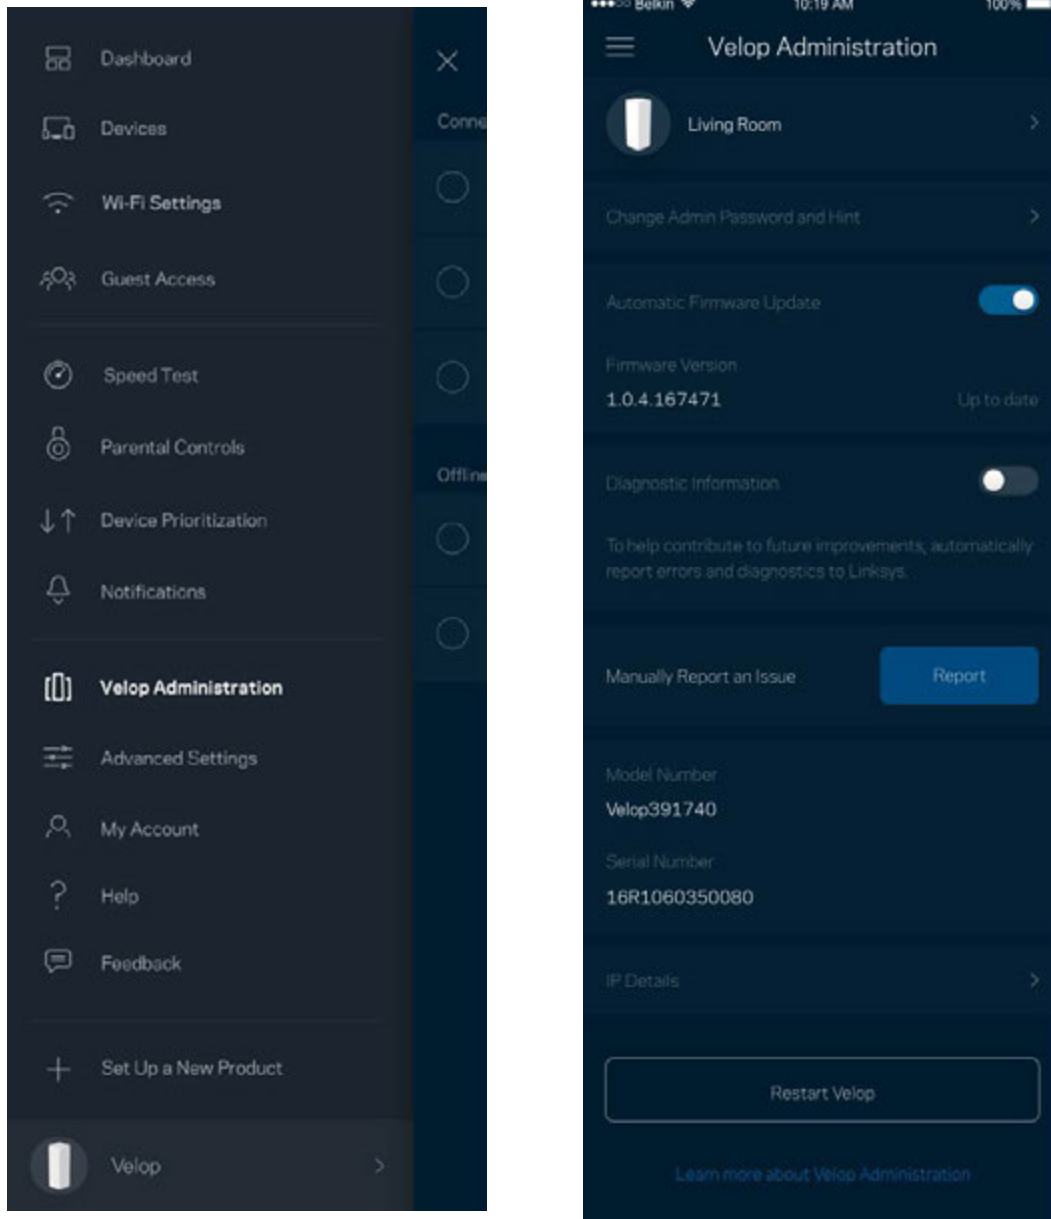 Dashboard
Devices
Wi-Fi Settings
Guest Access
Speed Test
Parental Controls
Device Prioritization
Notifications
Velop Administration
Advanced Settings
My Account
Help
Feedback
Set Up a New Product
Velop
Conne
Offline
Belkin 10:19 AM 100%
Velop Administration
Living Room
Change Admin Password and Hint
Automatic Firmware Update
Firmware Version
1.0.4.167471 Up to date
Diagnostic Information
To help contribute to future improvements, automatically
report errors and diagnostics to Linksys.
Manually Report an Issue Report
Model Number
Velop391740
Serial Number
16R1060350080
IP Details
Restart Velop
Learn more about Velop Administration